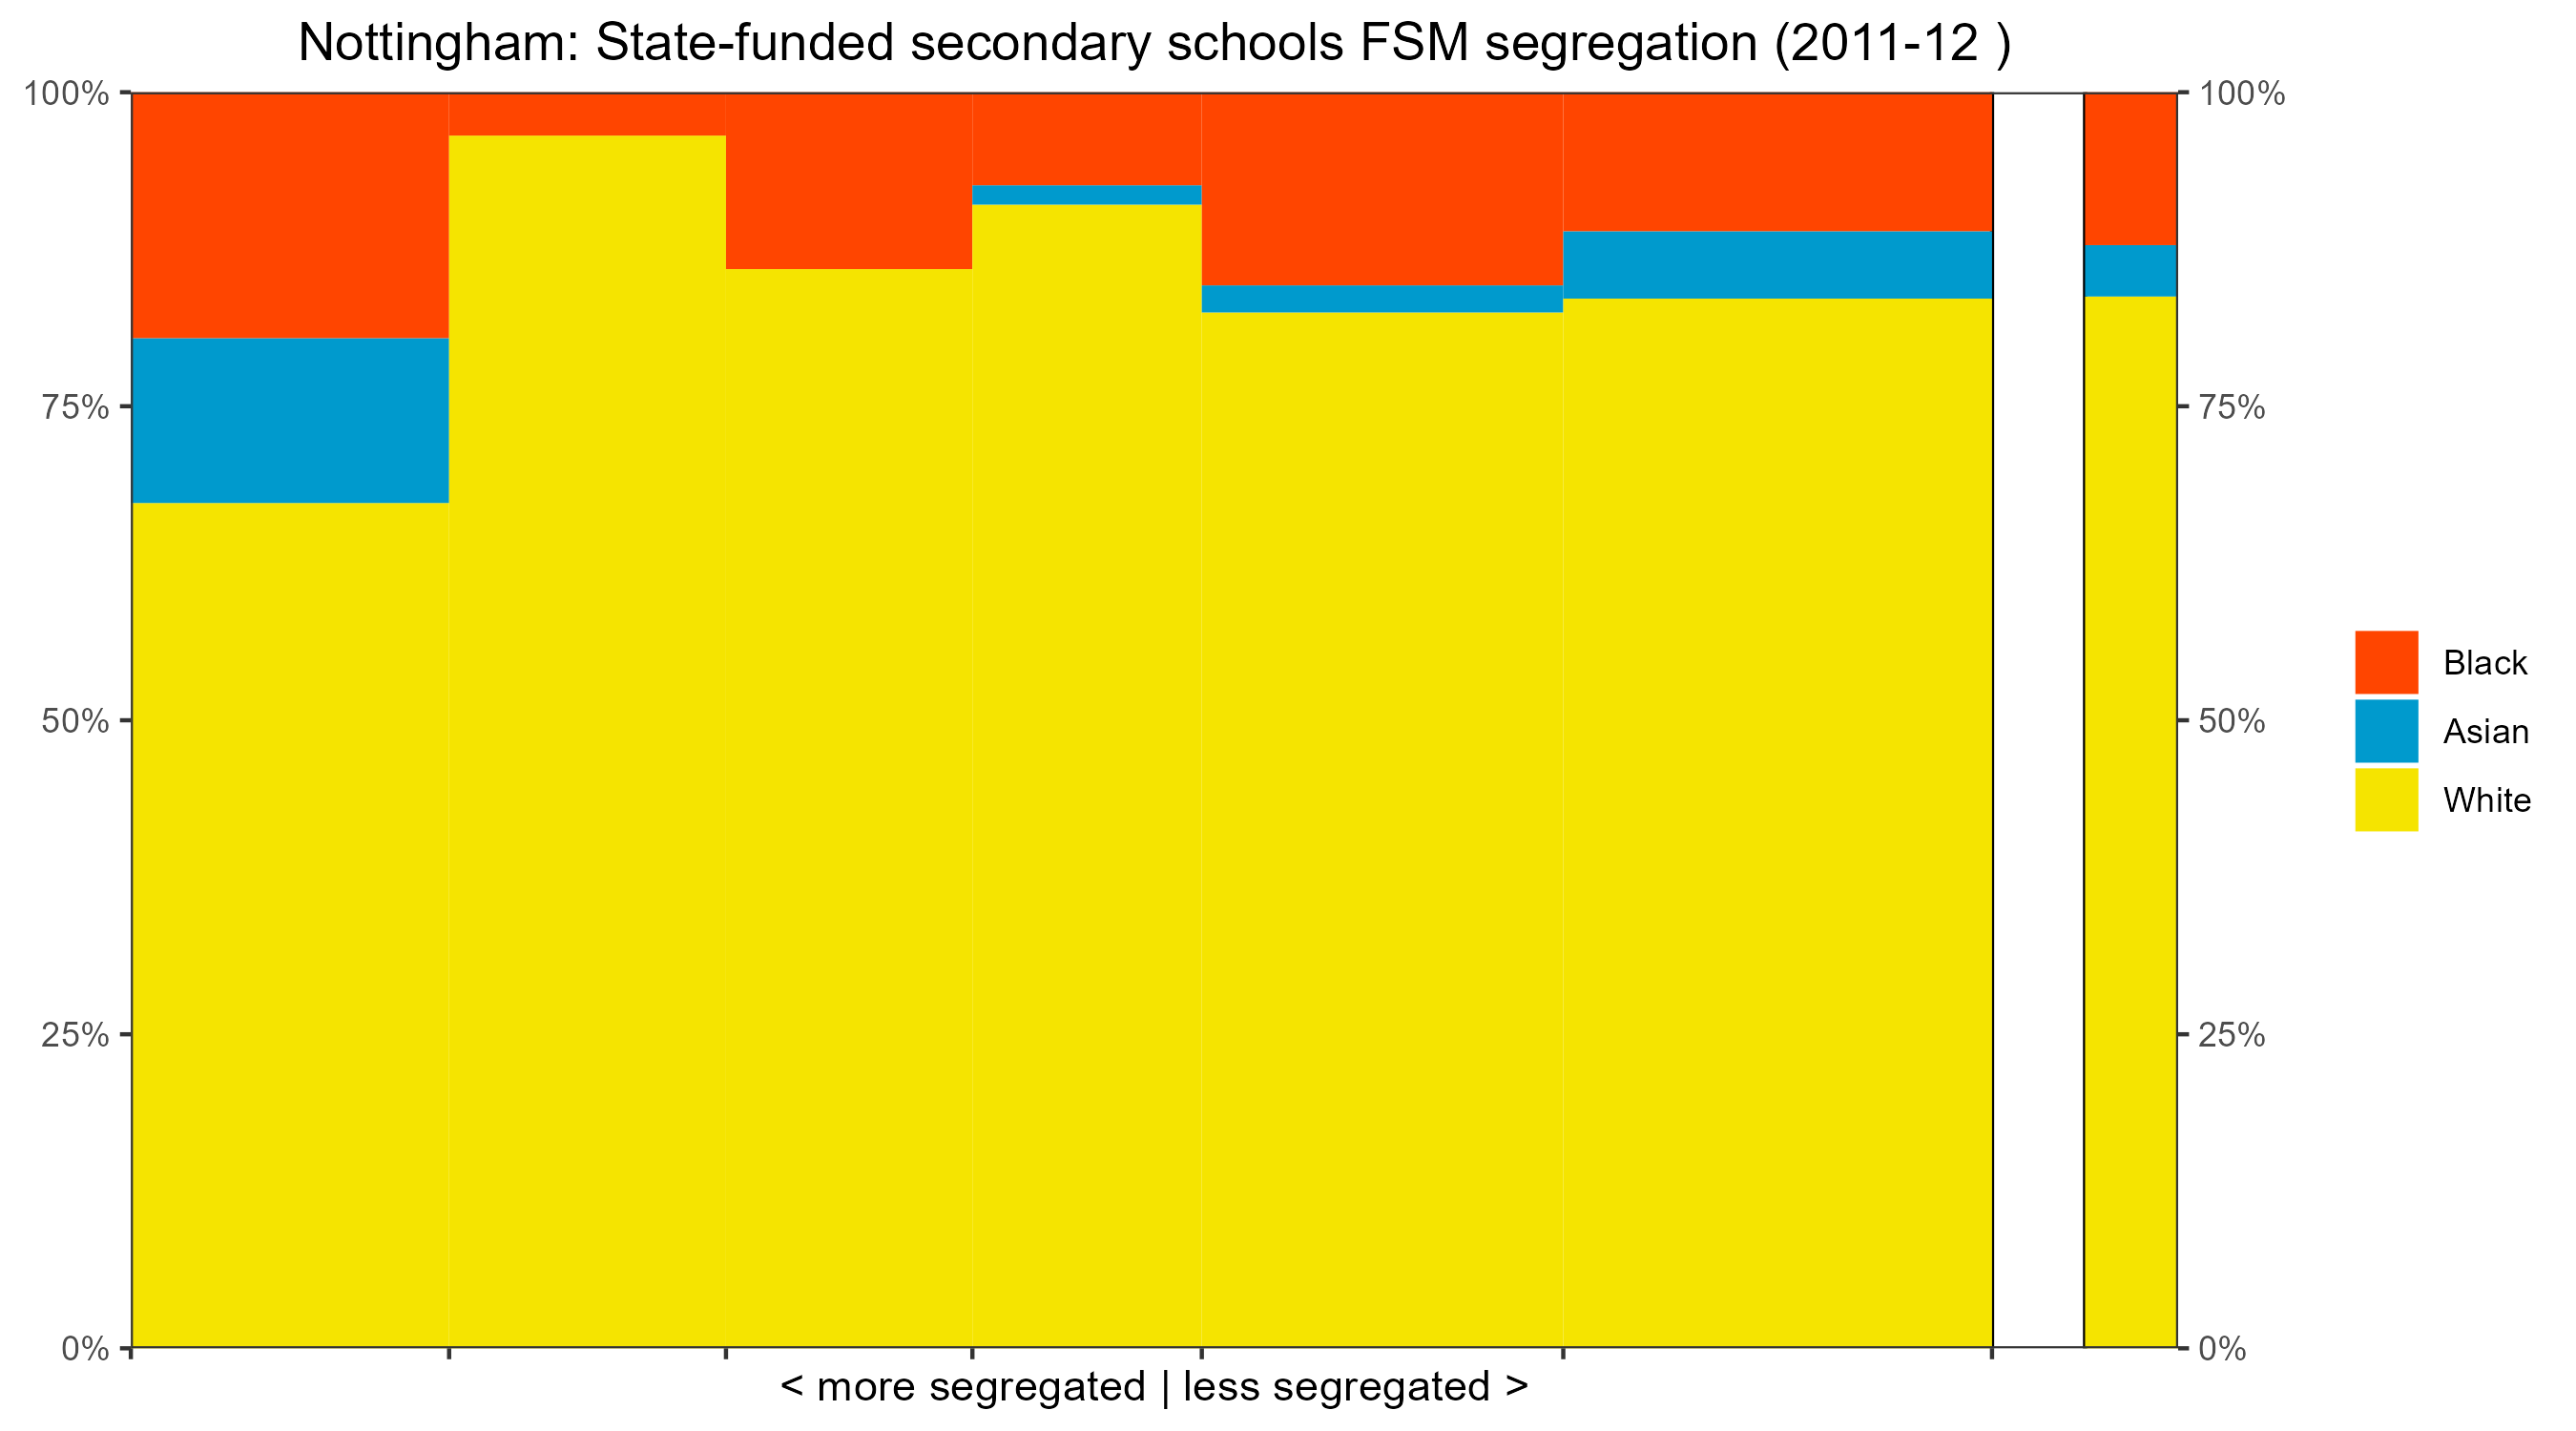 Nottingham: State-funded secondary schools FSM segregation (2011-12 )
100%
75%
50%
25%
0%
100%
75%
50%
25%
0%
Black
Asian
White
< more segregated | less segregated >